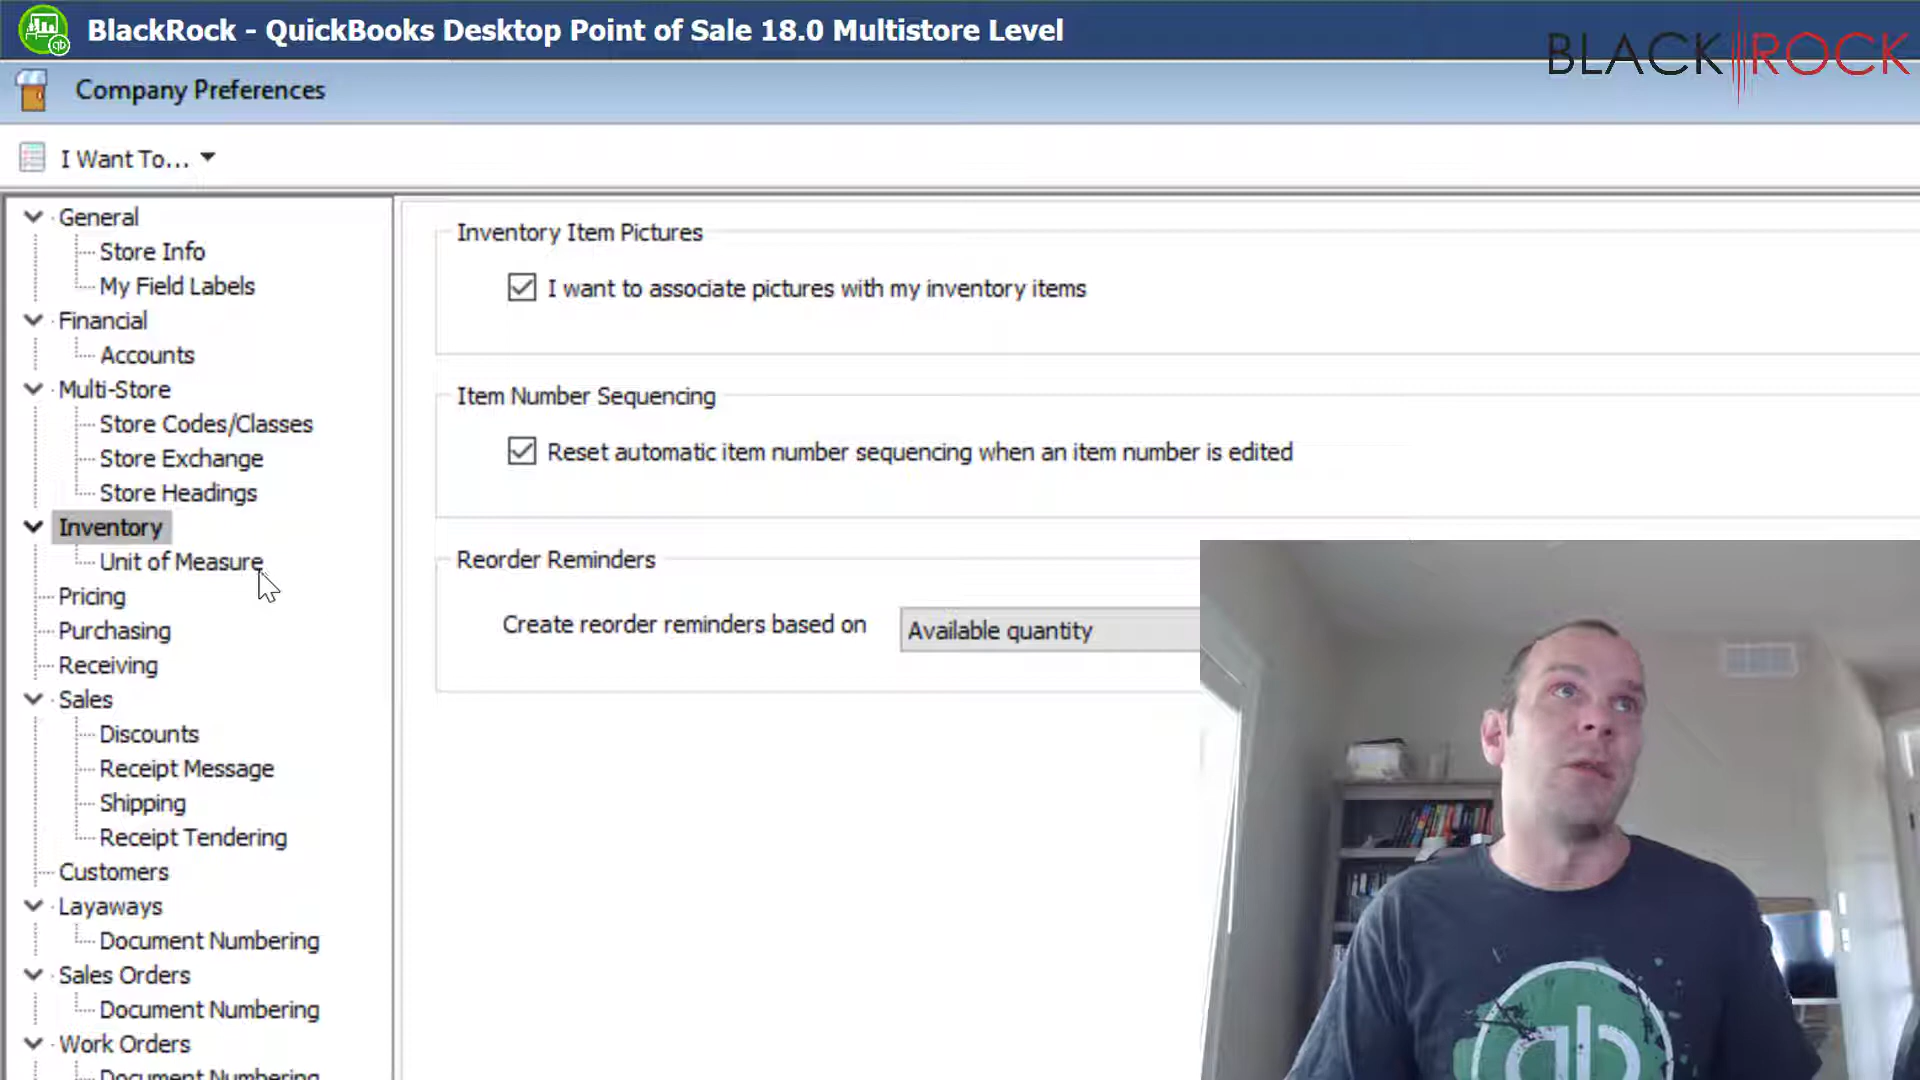 BlackRock - QuickBooks Desktop Point of Sale 18.0 Multistore Level
BLACK ROCK
Company Preferences
I Want To...
General
Store Info
My Field Labels
Financial
Accounts
Multi-Store
Store Codes/Classes
Store Exchange
Store Headings
Inventory
Unit of Measure
Pricing
Purchasing
Receiving
Sales
Discounts
Receipt Message
Shipping
Receipt Tendering
Customers
Layaways
Document Numbering
Sales Orders
Document Numbering
Work Orders
Document Numbering
Inventory Item Pictures
I want to associate pictures with my inventory items
Item Number Sequencing
Reset automatic item number sequencing when an item number is edited
Reorder Reminders
Create reorder reminders based on
Available quantity
qb